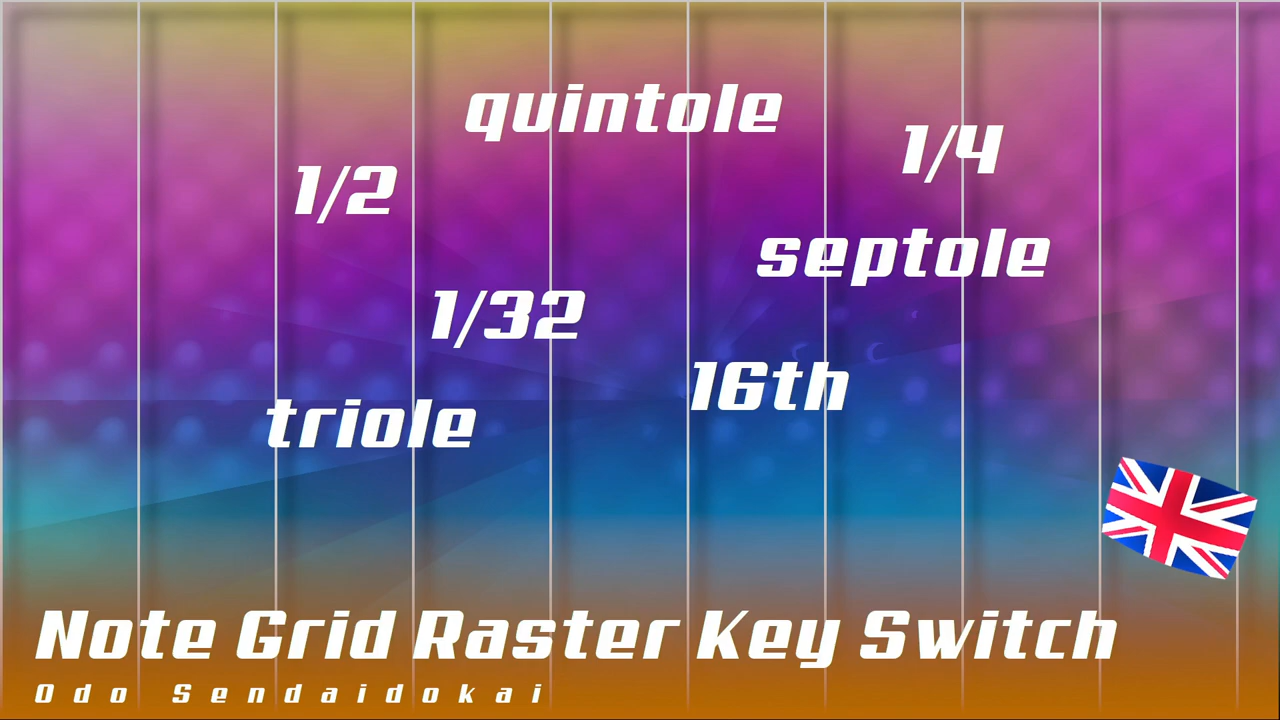 quintole
1/4
1/2
septole
1/32
16th
triole
Note Grid Raster Key Switch
Odo Sendaidokai